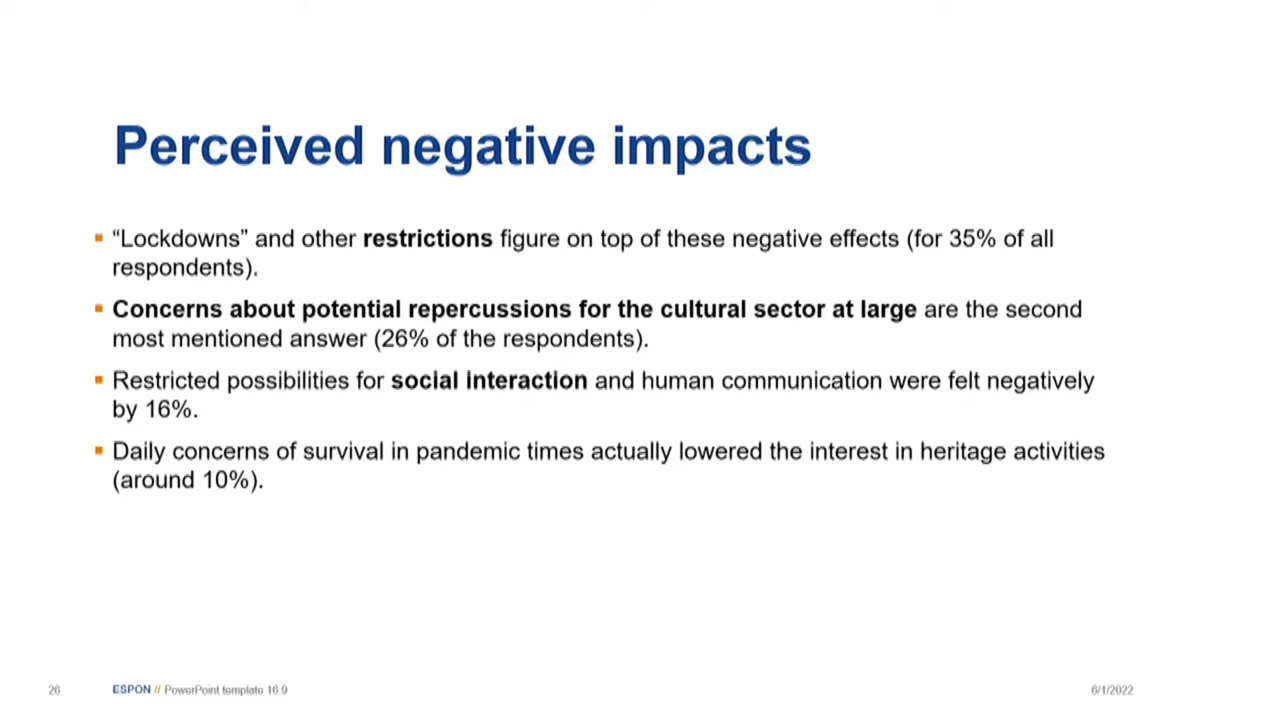 Perceived negative impacts
“Lockdowns” and other restrictions figure on top of these negative effects (for 35% of all
respondents).
Concerns about potential repercussions for the cultural sector at large are the second
most mentioned answer (26% of the respondents).
Restricted possibilities for social interaction and human communication were felt negatively
by 16%.
Daily concerns of survival in pandemic times actually lowered the interest in heritage activities
(around 10%).
26 ESPON // PowerPoint template 16:9 6/1/2022